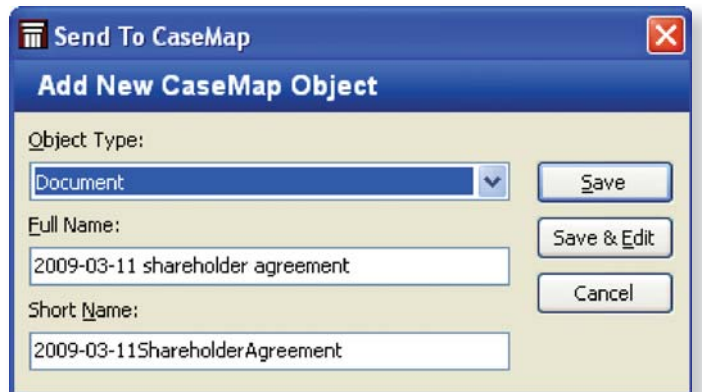 Send To CaseMap
Add New CaseMap Object
Object Type:
Document
Save
Full Name:
Save & Edit
2009-03-11 shareholder agreement
Cancel
Short Name:
2009-03-11ShareholderAgreement